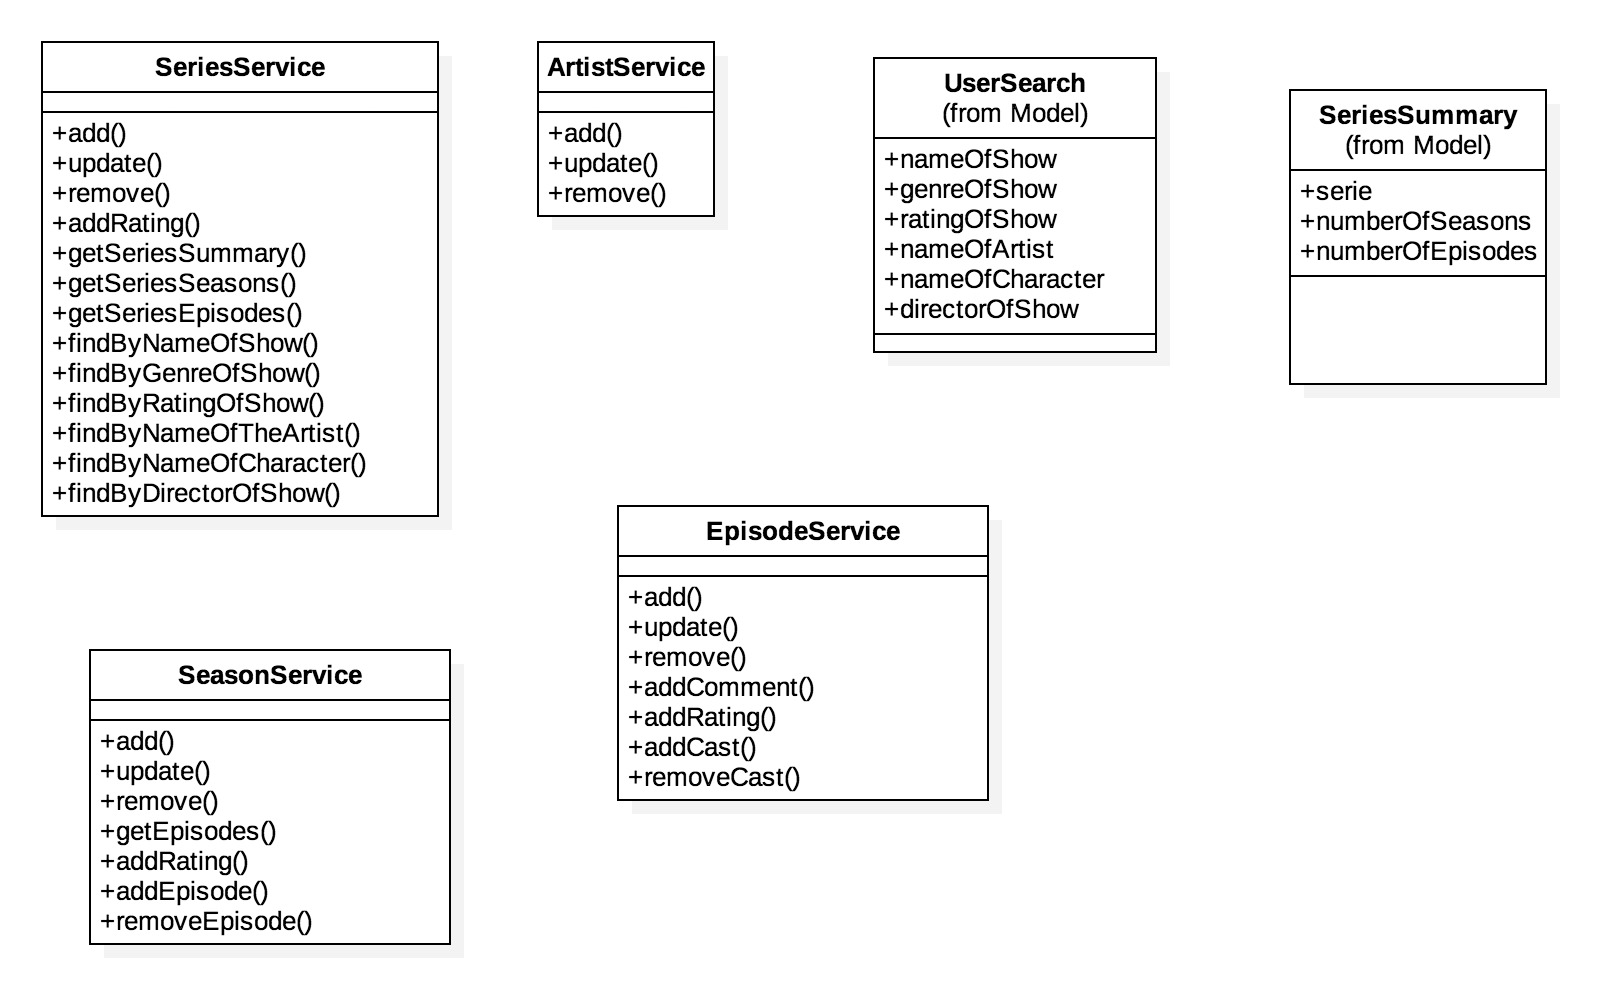 SeriesService
+add()
+update()
+remove()
+addRating()
+getSeriesSummary()
+getSeriesSeasons()
+getSeriesEpisodes()
+findByNameOfShow()
+findByGenreOfShow()
+findByRatingOfShow()
+findByNameOfTheArtist()
+findByNameOfCharacter()
+findByDirectorOfShow()
ArtistService
+add()
+update()
+remove()
UserSearch
(from Model)
+nameOfShow
+genreOfShow
+ratingOfShow
+nameOfArtist
+nameOfCharacter
+directorOfShow
SeriesSummary
(from Model)
+serie
+numberOfSeasons
+numberOfEpisodes
EpisodeService
+add()
+update()
+remove()
+addComment()
+addRating()
+addCast()
+removeCast()
SeasonService
+add()
+update()
+remove()
+getEpisodes()
+addRating()
+addEpisode()
+removeEpisode()